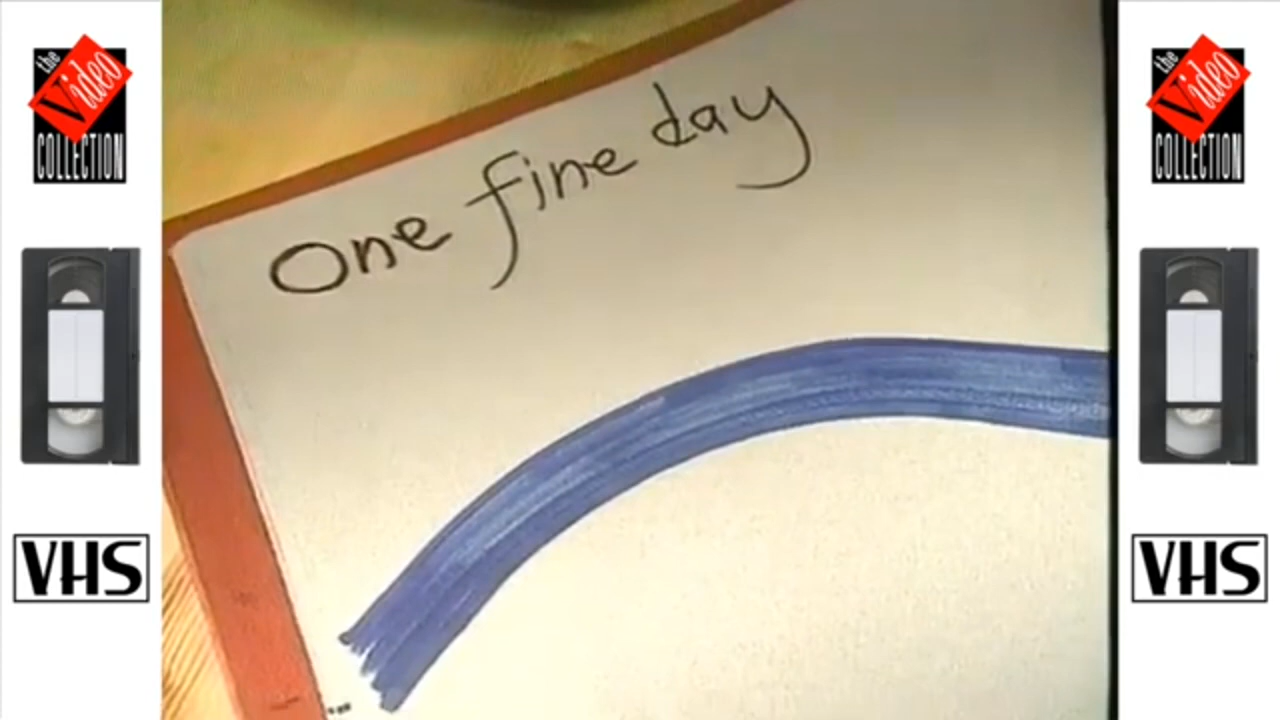 the
Video
COLLECTION
VHS
One fine day
the
Video
COLLECTION
VHS